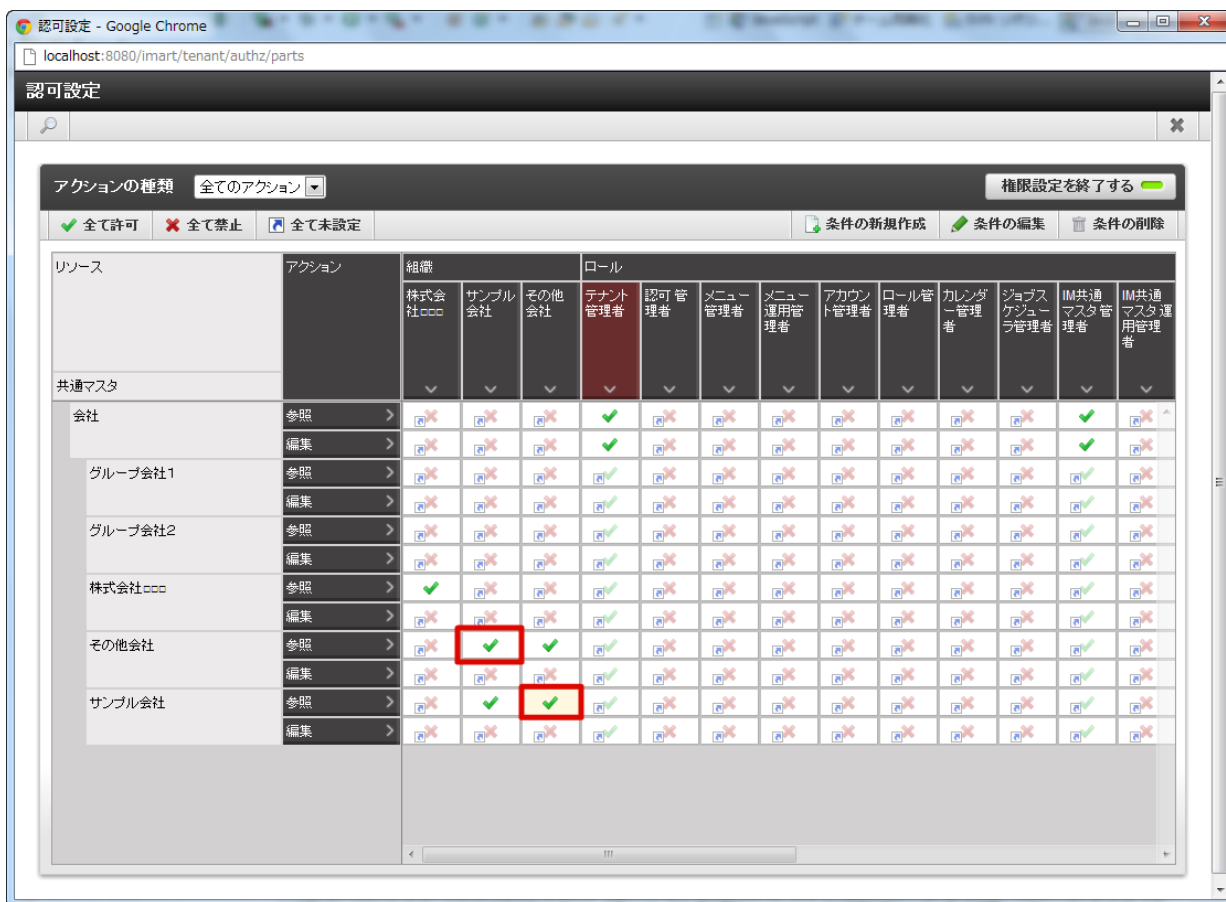 認可設定 - Google Chrome
localhost:8080/imart/tenant/authz/parts
認可設定
アクションの種類 全てのアクション 権限設定を終了する
全て許可 全て禁止 全て未設定 条件の新規作成 条件の編集 条件の削除
リソース アクション 組織 ロール
株式会社□□□ サンプル会社 その他会社 テナント管理者 認可管理者 メニュー管理者 メニュー運用管理者 アカウント管理者 ロール管理者 カレンダー管理者 ジョブスケジューラ管理者 IM共通マスタ管理者 IM共通マスタ運用管理者
共通マスタ
会社 参照
編集
グループ会社1 参照
編集
グループ会社2 参照
編集
株式会社□□□ 参照
編集
その他会社 参照
編集
サンプル会社 参照
編集